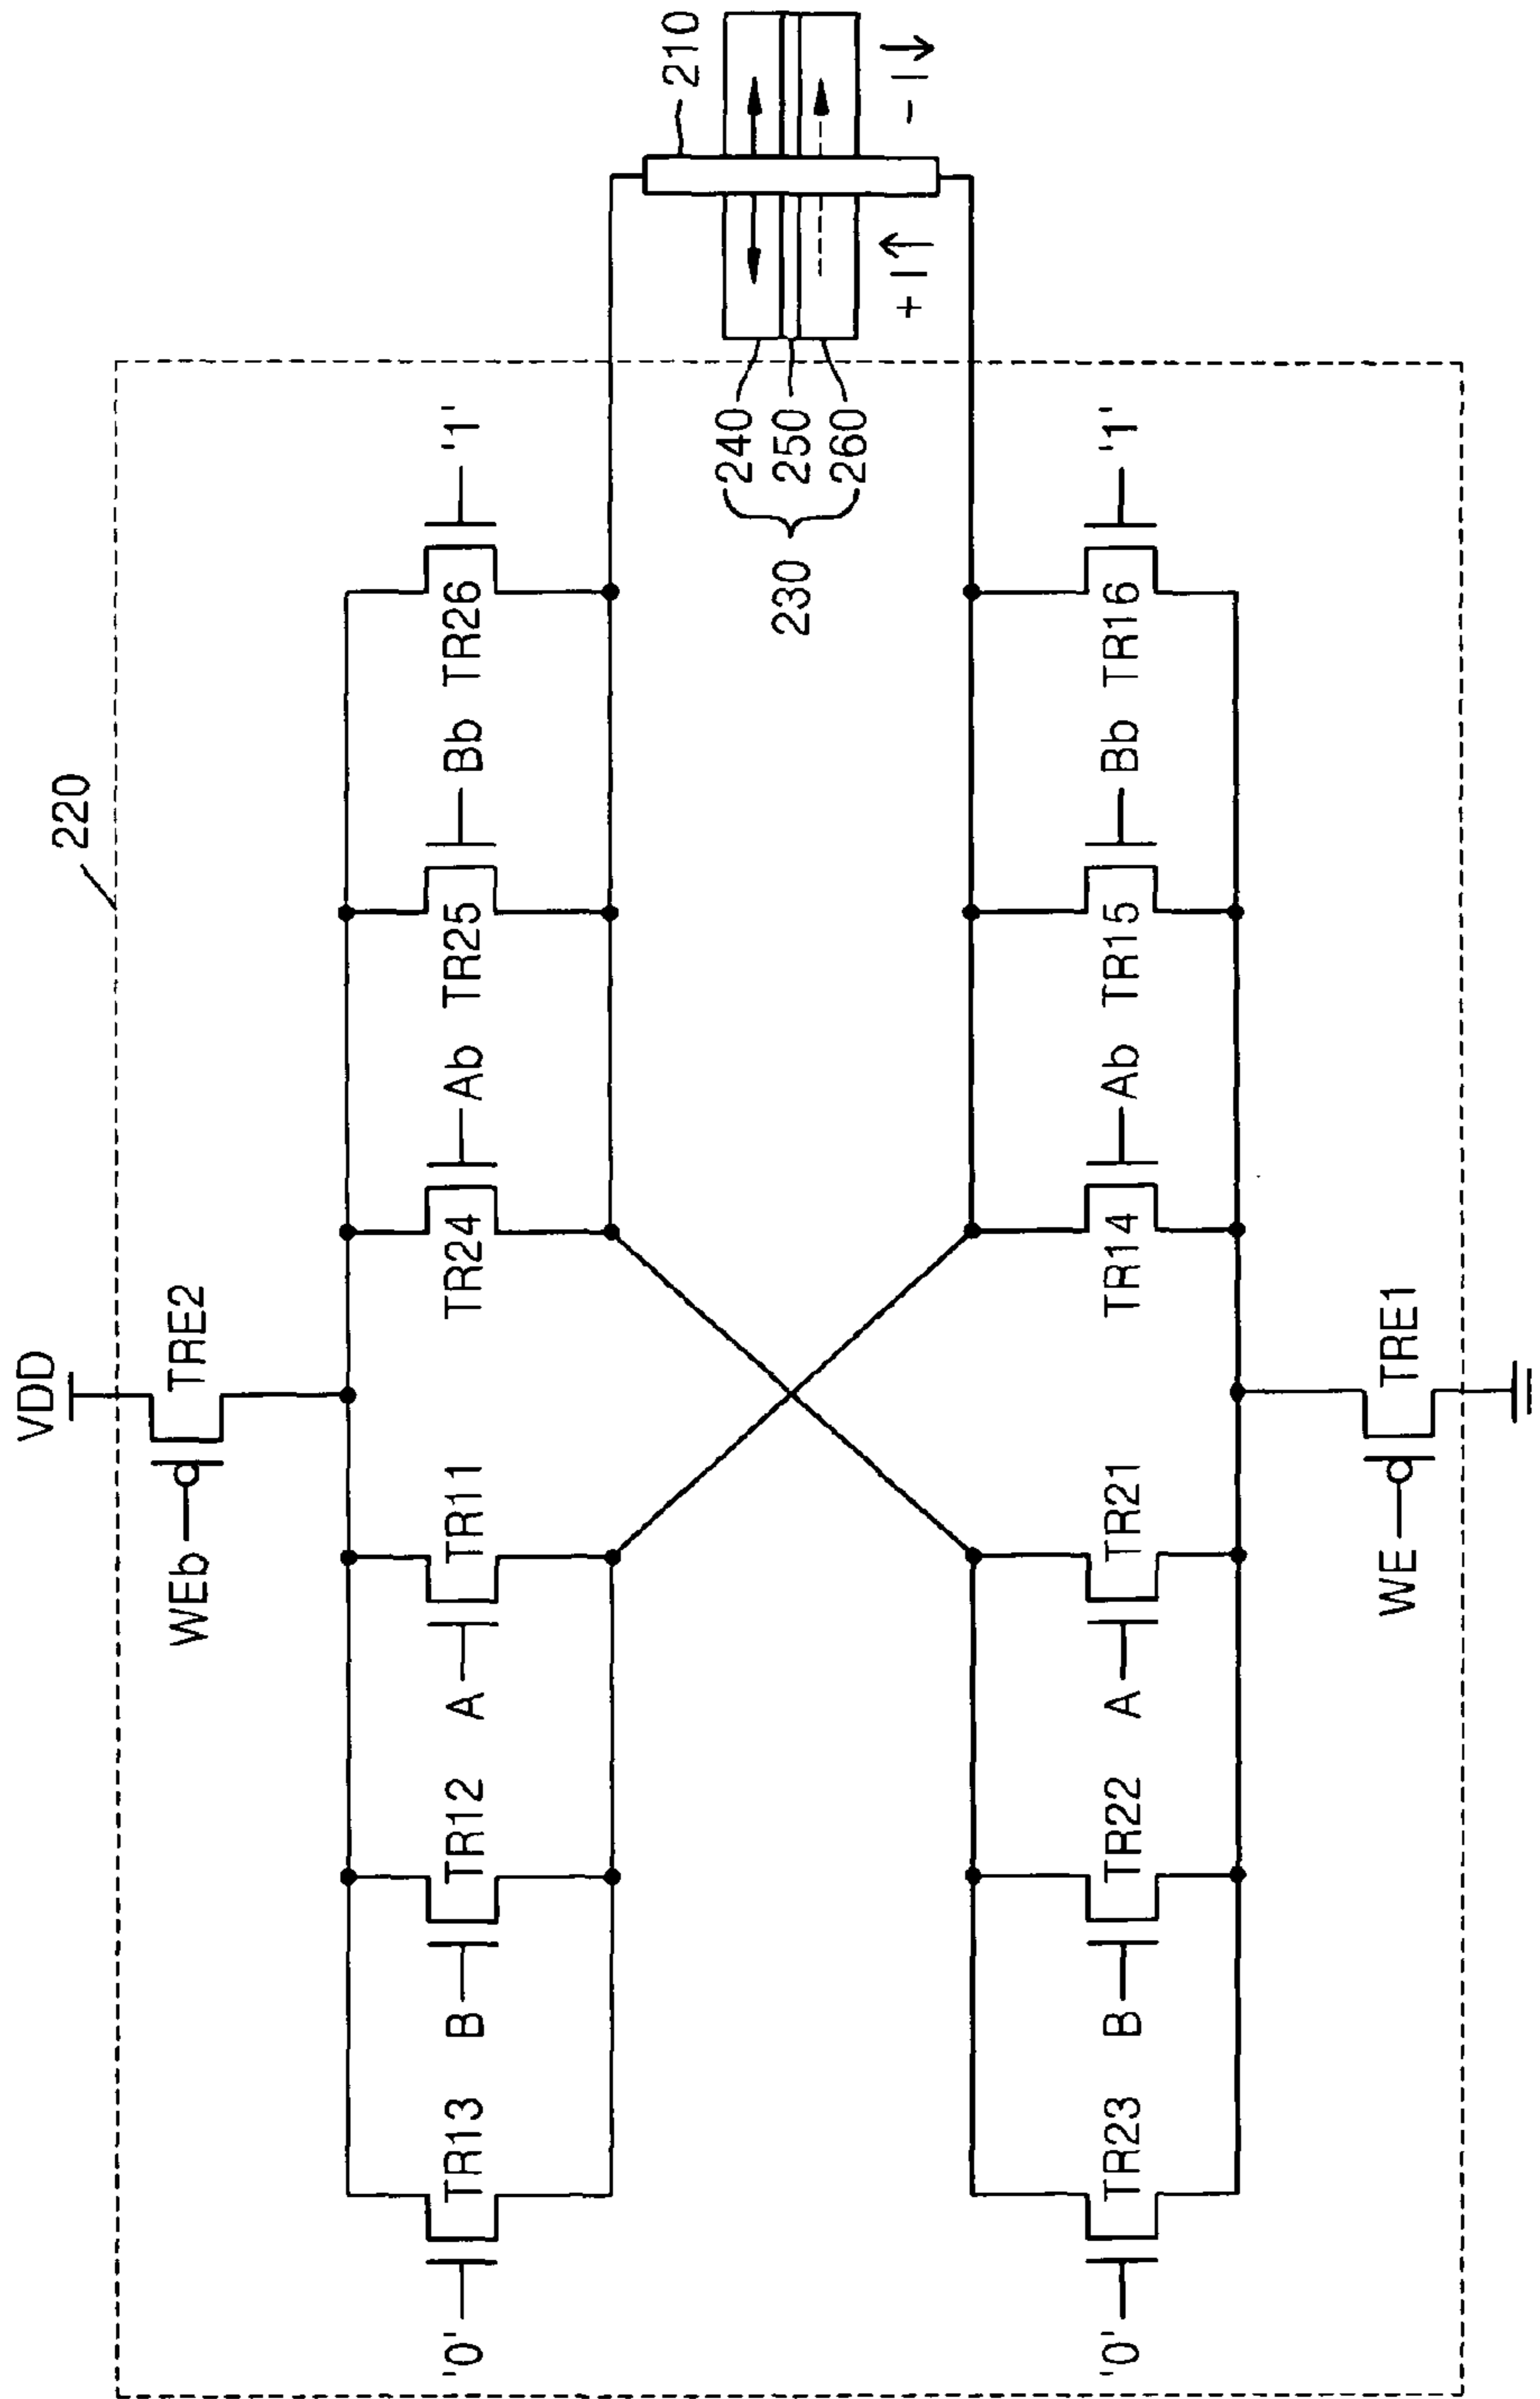 VDD
220
WEb TRE2
'0' TR13 B TR12 A TR11 TR24 Ab TR25 Bb TR26 '1'
210
240
230 250
260
+I↑ -I↓
'0' TR23 B TR22 A TR21 TR14 Ab TR15 Bb TR16 '1'
WE TRE1